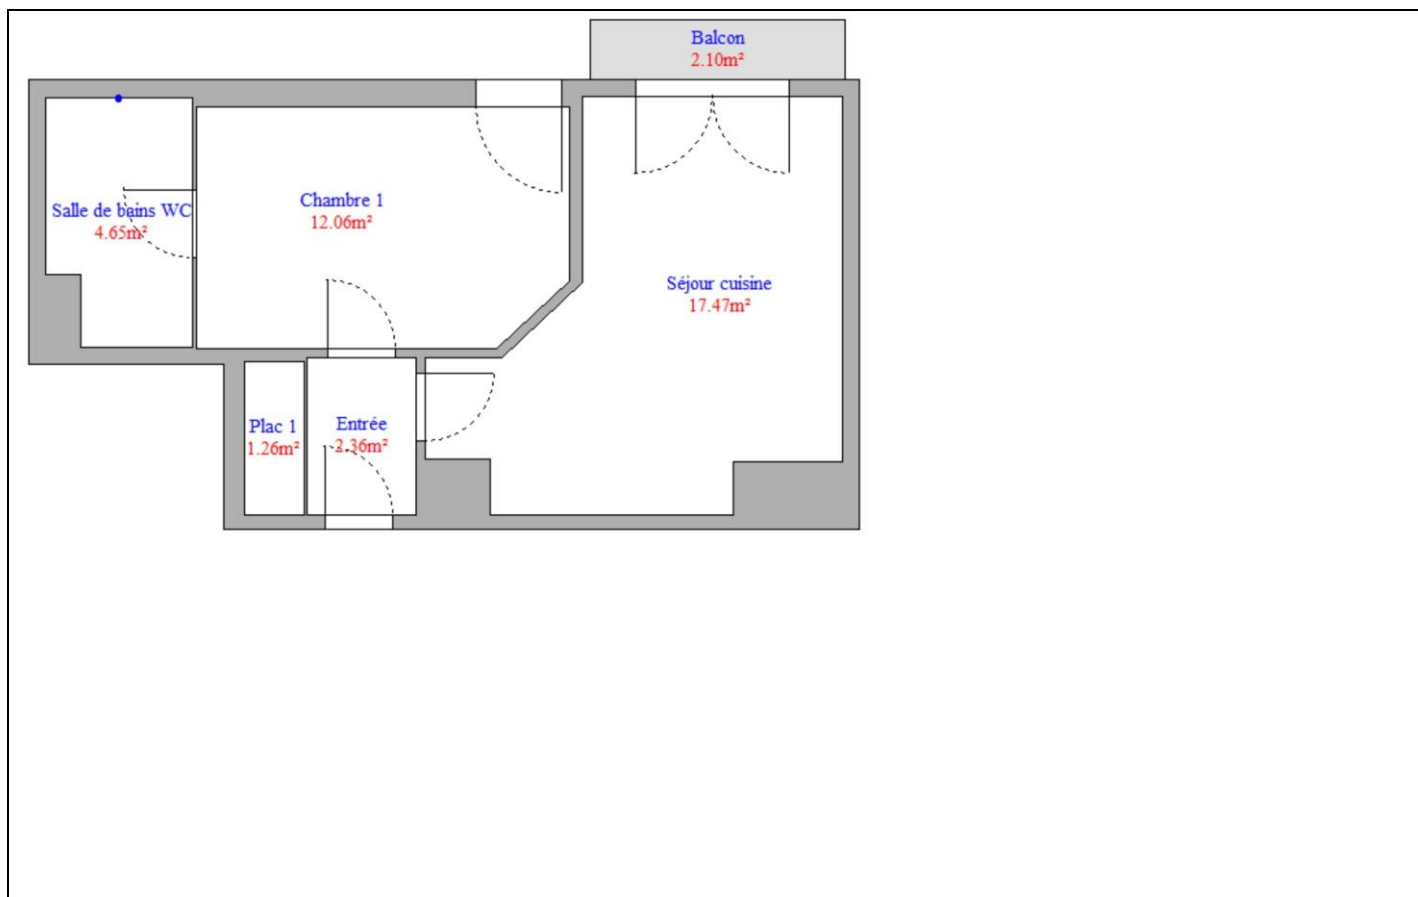 Balcon
2.10m²
Chambre 1
12.06m²
Salle de bains WC
4.65m²
Séjour cuisine
17.47m²
Plac 1
1.26m²
Entrée
2.36m²